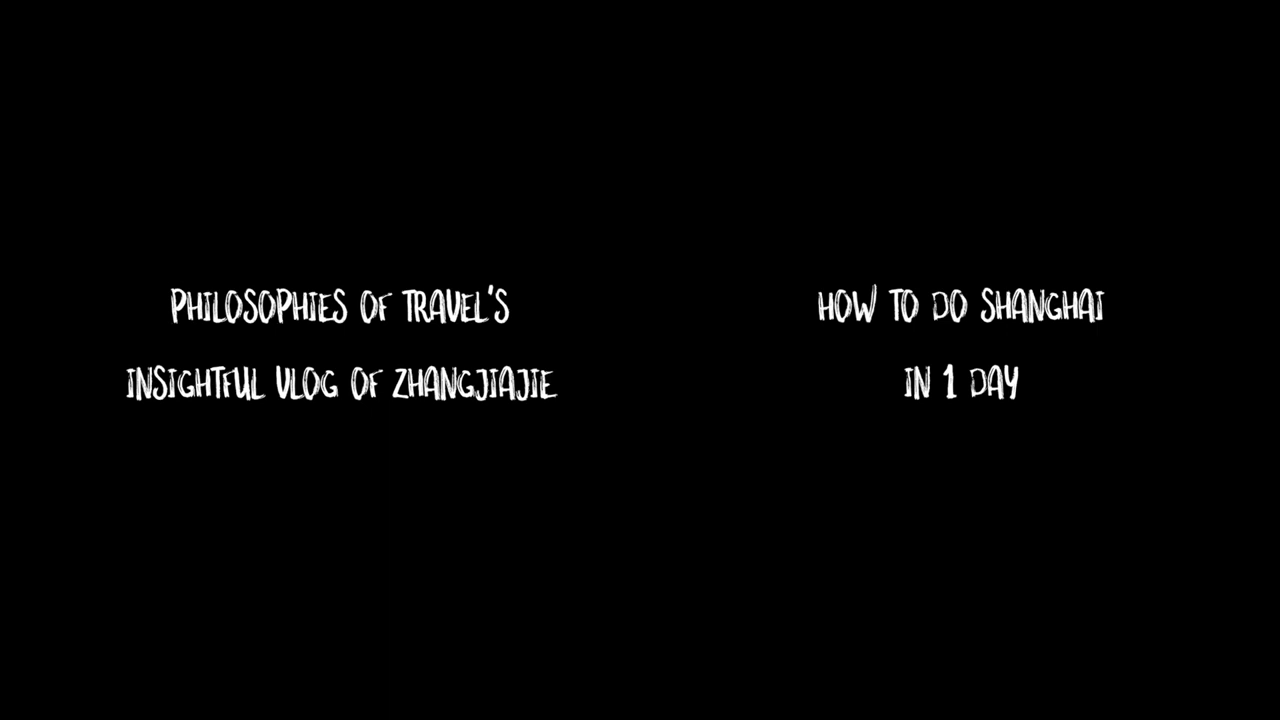 PHILOSOPHIES OF TRAVEL'S
INSIGHTFUL VLOG OF ZHANGJIAJIE
HOW TO DO SHANGHAI
IN 1 DAY